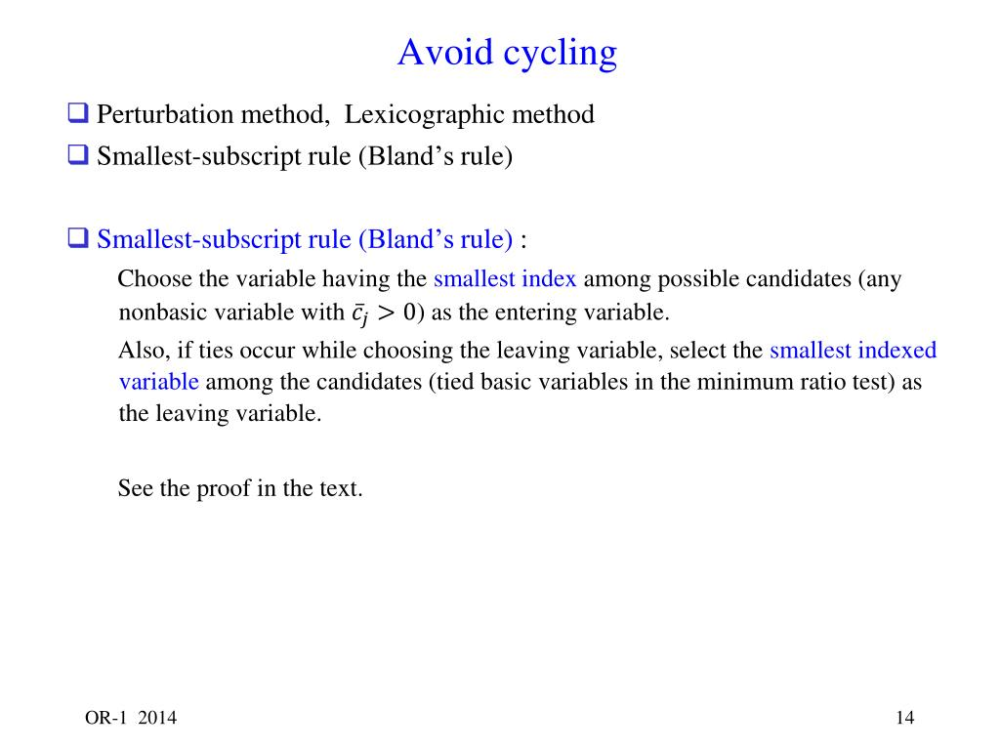 Avoid cycling
❑ Perturbation method,  Lexicographic method
❑ Smallest-subscript rule (Bland’s rule)
❑ Smallest-subscript rule (Bland’s rule) :
Choose the variable having the smallest index among possible candidates (any
nonbasic variable with c̄ⱼ > 0) as the entering variable.
Also, if ties occur while choosing the leaving variable, select the smallest indexed
variable among the candidates (tied basic variables in the minimum ratio test) as
the leaving variable.
See the proof in the text.
OR-1  2014
14